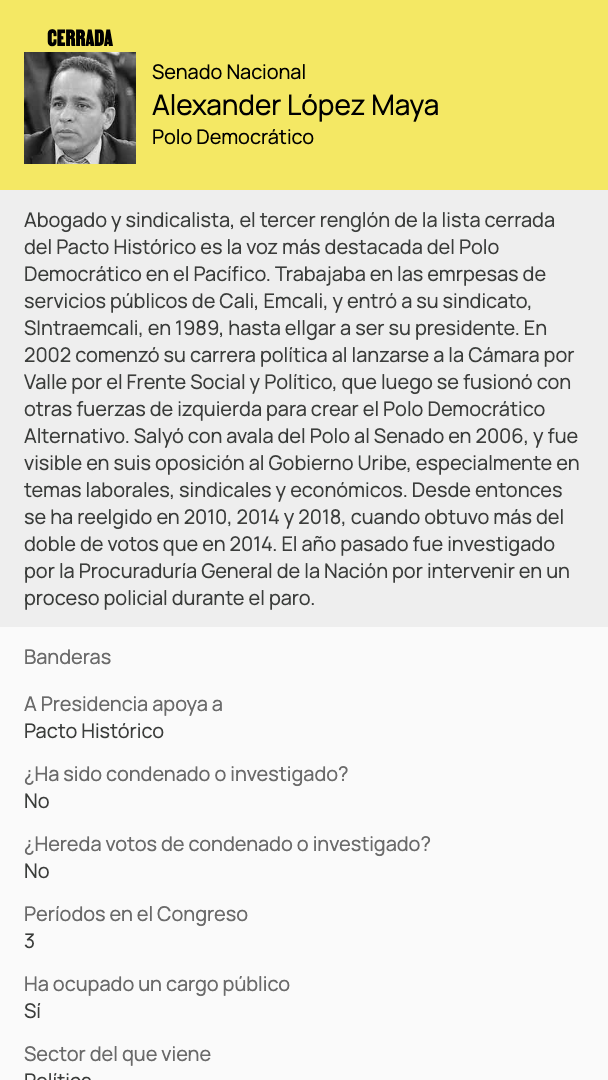 CERRADA
Senado Nacional
Alexander López Maya
Polo Democrático
Abogado y sindicalista, el tercer renglón de la lista cerrada
del Pacto Histórico es la voz más destacada del Polo
Democrático en el Pacífico. Trabajaba en las emrpesas de
servicios públicos de Cali, Emcali, y entró a su sindicato,
SIntraemcali, en 1989, hasta ellgar a ser su presidente. En
2002 comenzó su carrera política al lanzarse a la Cámara por
Valle por el Frente Social y Político, que luego se fusionó con
otras fuerzas de izquierda para crear el Polo Democrático
Alternativo. Salyó con avala del Polo al Senado en 2006, y fue
visible en suis oposición al Gobierno Uribe, especialmente en
temas laborales, sindicales y económicos. Desde entonces
se ha reelgido en 2010, 2014 y 2018, cuando obtuvo más del
doble de votos que en 2014. El año pasado fue investigado
por la Procuraduría General de la Nación por intervenir en un
proceso policial durante el paro.
Banderas
A Presidencia apoya a
Pacto Histórico
¿Ha sido condenado o investigado?
No
¿Hereda votos de condenado o investigado?
No
Períodos en el Congreso
3
Ha ocupado un cargo público
Sí
Sector del que viene